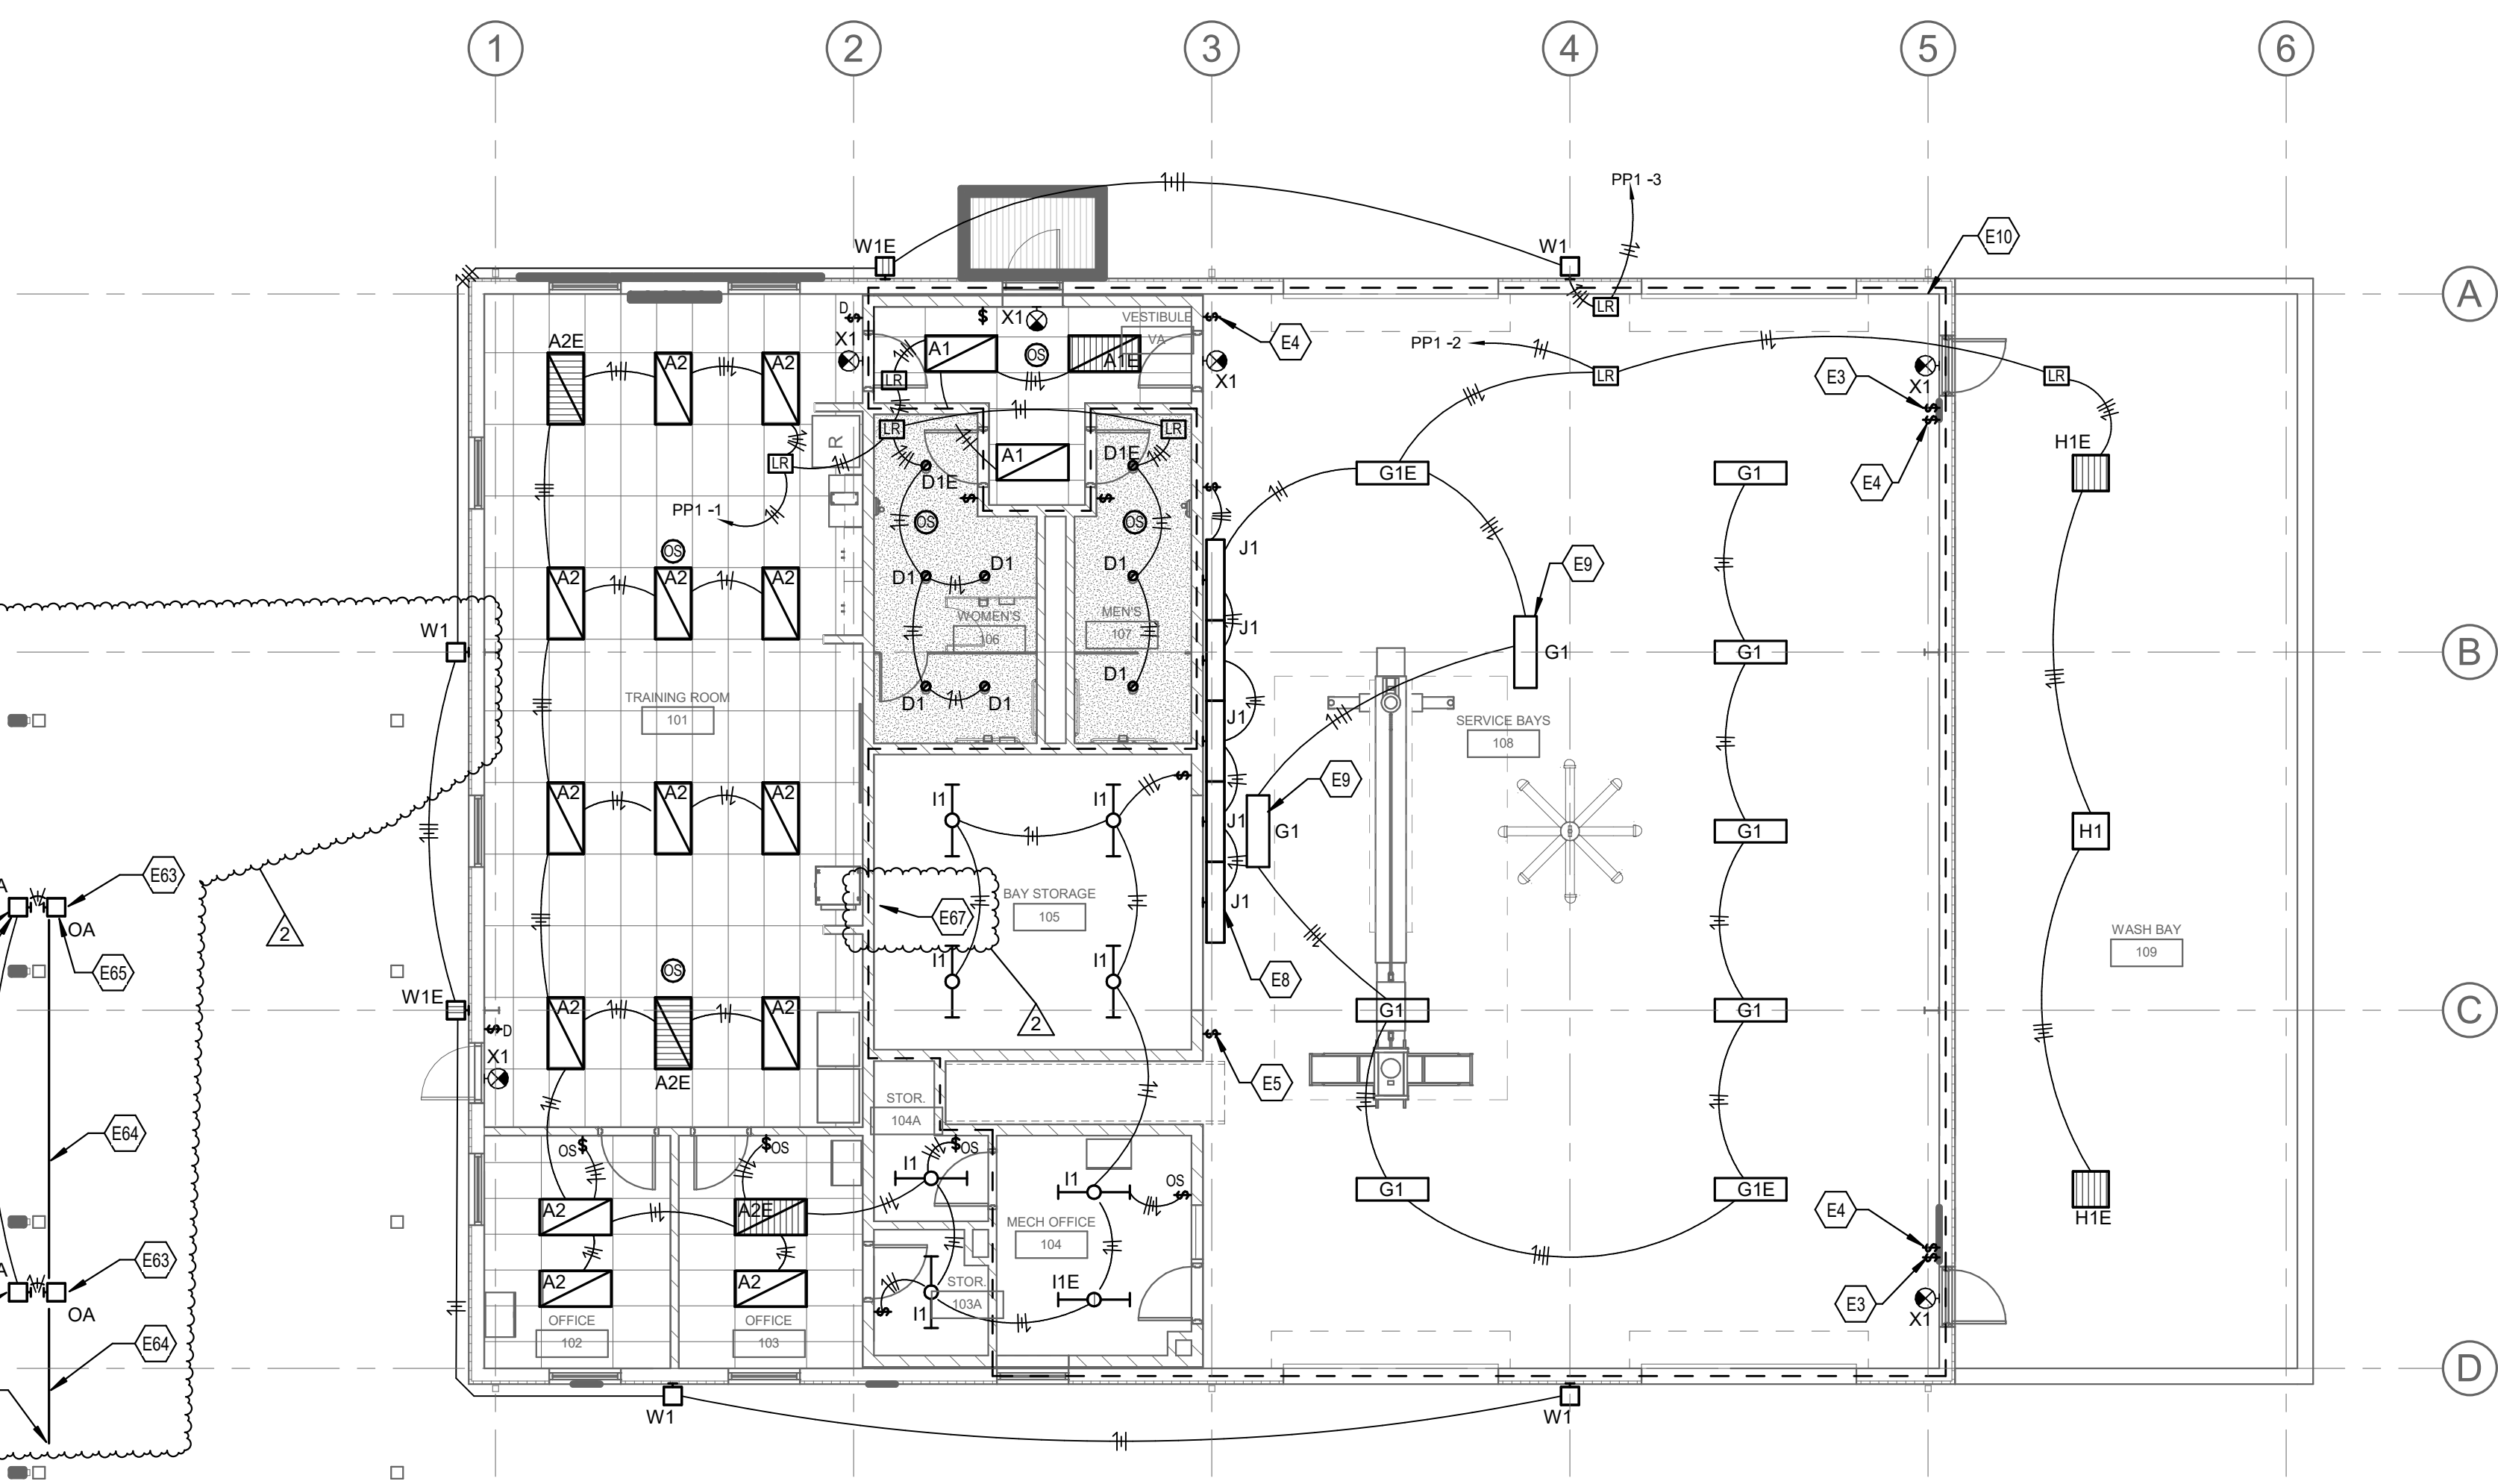 1 2 3 4 5 6
PP1 -3
W1E W1
E10
A
D X1 VESTIBULE
VA
A1 OS A1E
E4
X1 X1
LR
LR
PP1 -2 LR LR
E3 X1
A2E A2 A2
R
LR LR
A1
D1E D1E
LR
G1E G1
E4
H1E
PP1 -1
OS OS OS
J1
E9
A2 A2 A2
D1 D1 D1
WOMEN'S MEN'S
106 107
J1
W1
G1 G1
B
D1 D1 D1
TRAINING ROOM
101
J1
SERVICE BAYS
108
E9
A2 A2 A2
I1 I1
J1 G1 G1
H1
E63
BAY STORAGE
105
J1
E67
OA 2
WASH BAY
109
E65
OS
I1 I1
E8
W1E
A2 A2 A2
G1 G1
C
2
D
X1
A2E
E5
STOR.
104A
E64
OS OS OS
I1 I1 OS
G1 G1E
E4
H1E
A2 A2E
MECH OFFICE
104
E63
A2 A2
STOR.
103A
I1E
E3 X1
OA
I1
OFFICE OFFICE
102 103
E64
D
W1 W1